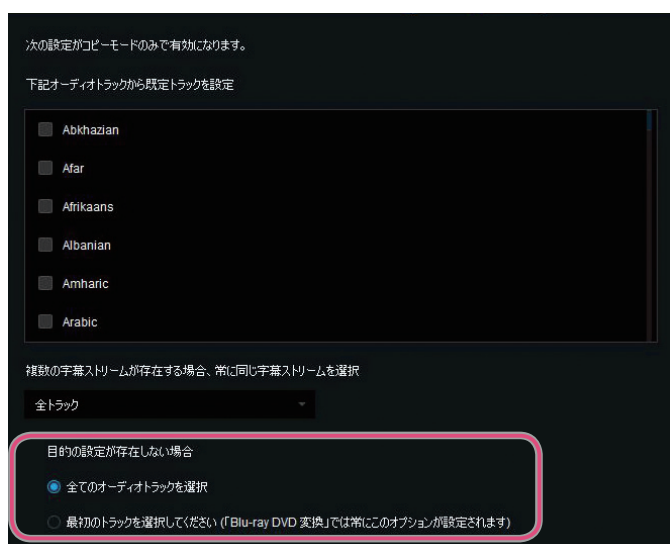 次の設定がコピーモードのみで有効になります。
下記オーディオトラックから既定トラックを設定
Abkhazian
Afar
Afrikaans
Albanian
Amharic
Arabic
複数の字幕ストリームが存在する場合、常に同じ字幕ストリームを選択
全トラック
目的の設定が存在しない場合
全てのオーディオトラックを選択
最初のトラックを選択してください (「Blu-ray DVD 変換」では常にこのオプションが設定されます)